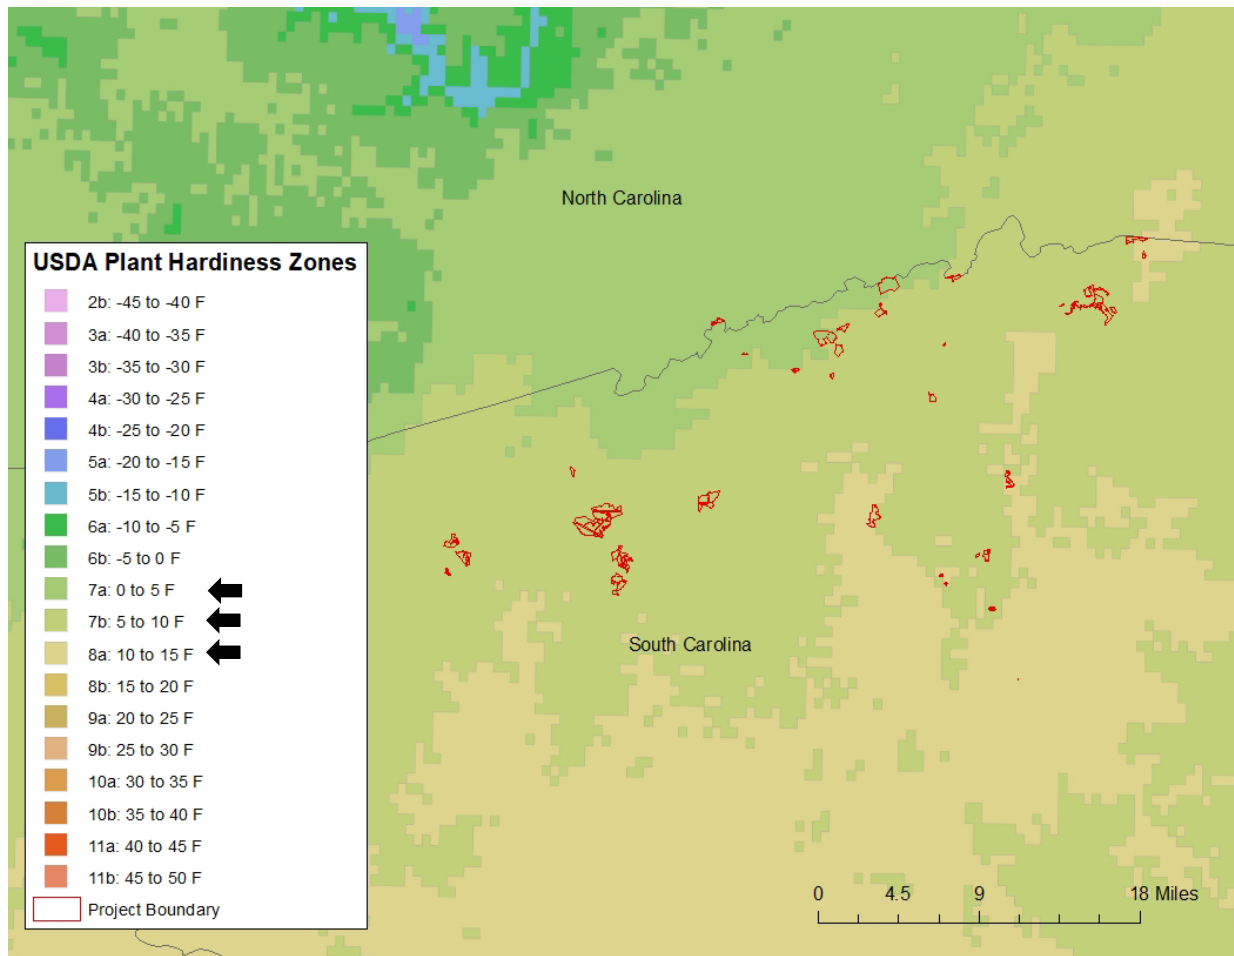 North Carolina
USDA Plant Hardiness Zones
2b: -45 to -40 F
3a: -40 to -35 F
3b: -35 to -30 F
4a: -30 to -25 F
4b: -25 to -20 F
5a: -20 to -15 F
5b: -15 to -10 F
6a: -10 to -5 F
6b: -5 to 0 F
7a: 0 to 5 F
7b: 5 to 10 F
8a: 10 to 15 F
8b: 15 to 20 F
9a: 20 to 25 F
9b: 25 to 30 F
10a: 30 to 35 F
10b: 35 to 40 F
11a: 40 to 45 F
11b: 45 to 50 F
Project Boundary
South Carolina
0 4.5 9 18 Miles